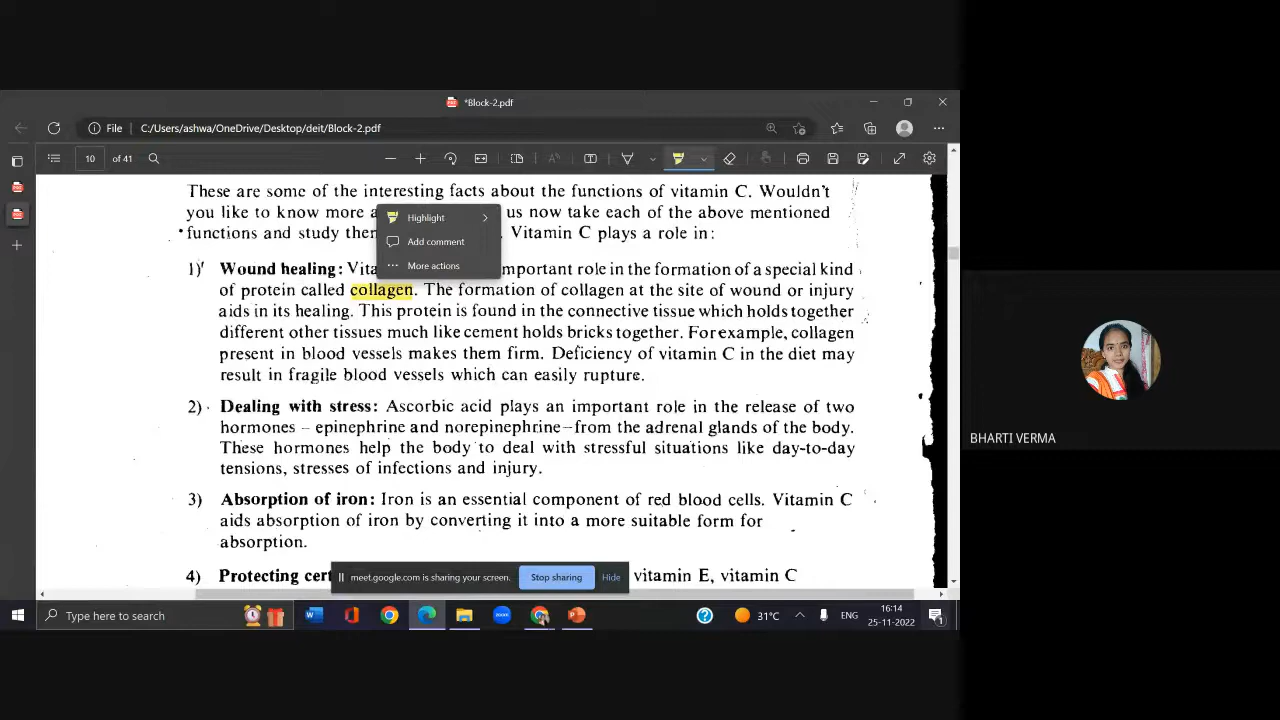 *Block-2.pdf
File C:/Users/ashwa/OneDrive/Desktop/deit/Block-2.pdf
10 of 41
These are some of the interesting facts about the functions of vitamin C. Wouldn't
you like to know more a us now take each of the above mentioned
functions and study the Vitamin C plays a role in:
Highlight
Add comment
More actions
1) Wound healing: Vita mportant role in the formation of a special kind
of protein called collagen. The formation of collagen at the site of wound or injury
aids in its healing. This protein is found in the connective tissue which holds together
different other tissues much like cement holds bricks together. For example, collagen
present in blood vessels makes them firm. Deficiency of vitamin C in the diet may
result in fragile blood vessels which can easily rupture.
2) Dealing with stress: Ascorbic acid plays an important role in the release of two
hormones – epinephrine and norepinephrine–from the adrenal glands of the body.
These hormones help the body to deal with stressful situations like day-to-day
tensions, stresses of infections and injury.
3) Absorption of iron: Iron is an essential component of red blood cells. Vitamin C
aids absorption of iron by converting it into a more suitable form for
absorption.
4) Protecting cert vitamin E, vitamin C
meet.google.com is sharing your screen. Stop sharing Hide
BHARTI VERMA
Type here to search
31°C ENG 16:14
25-11-2022 1